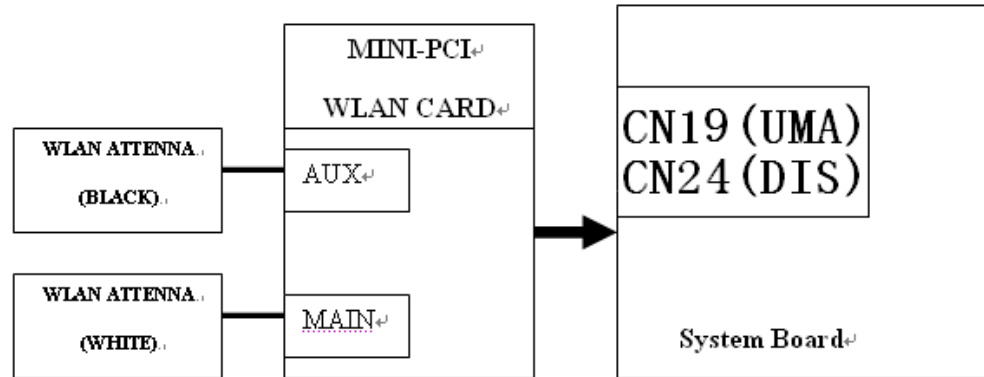 MINI-PCI
WLAN CARD
CN19(UMA)
CN24(DIS)
WLAN ATTENNA
(BLACK)
AUX
WLAN ATTENNA
(WHITE)
MAIN
System Board